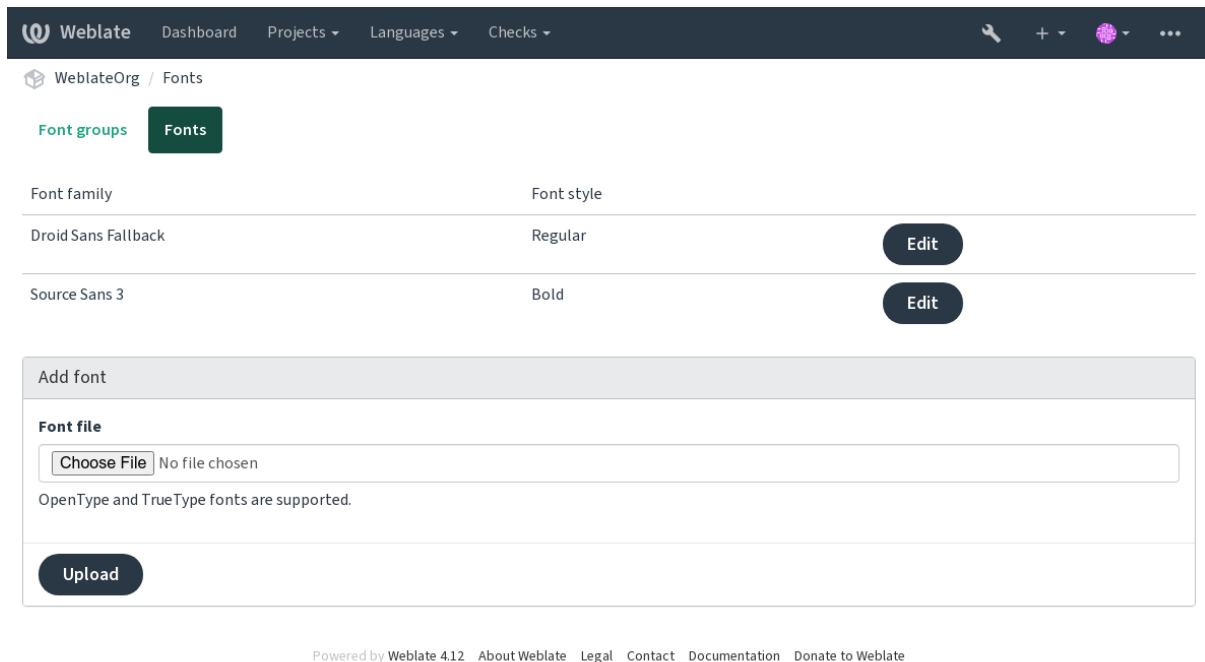 Weblate Dashboard Projects Languages Checks
WeblateOrg / Fonts
Font groups Fonts
Font family Font style
Droid Sans Fallback Regular Edit
Source Sans 3 Bold Edit
Add font
Font file
Choose File No file chosen
OpenType and TrueType fonts are supported.
Upload
Powered by Weblate 4.12 About Weblate Legal Contact Documentation Donate to Weblate